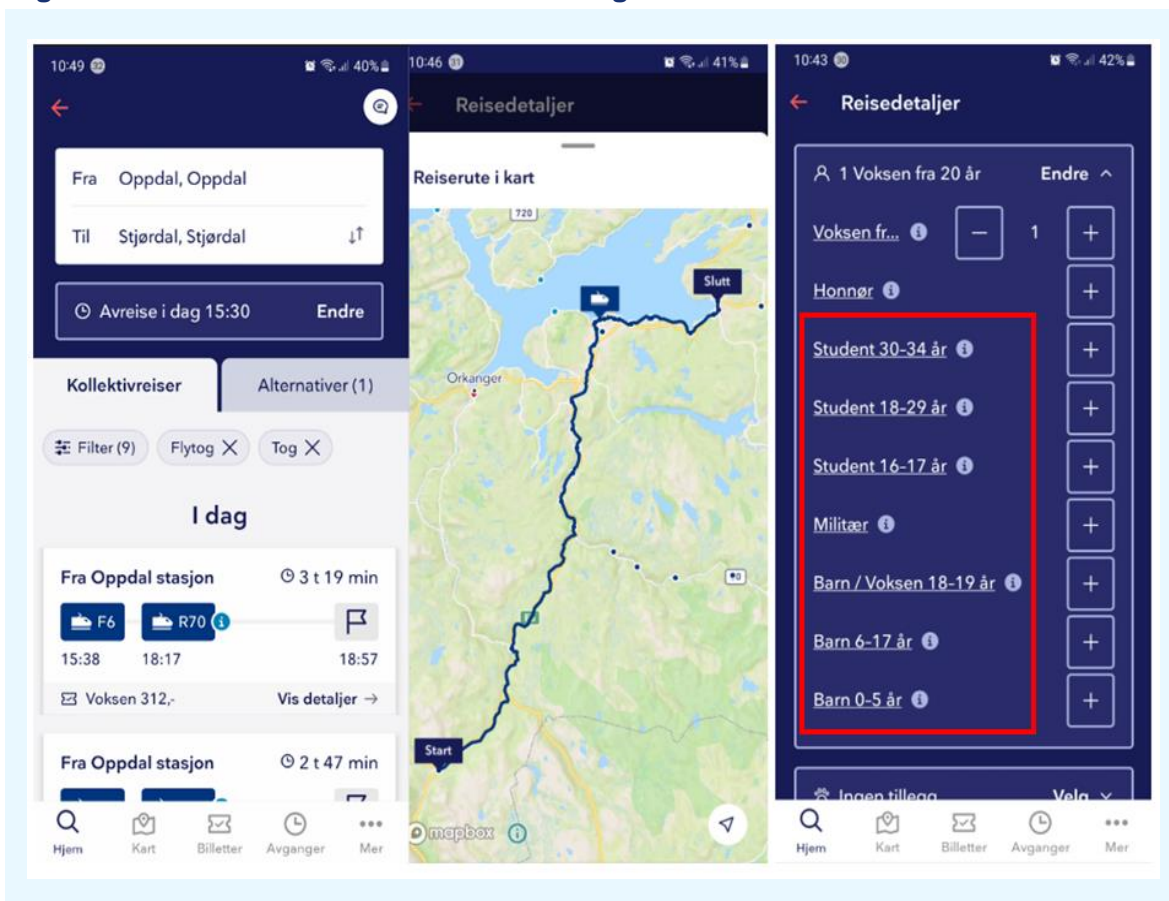 10:49 32 40%
Fra Oppdal, Oppdal
Til Stjørdal, Stjørdal
Avreise i dag 15:30 Endre
Kollektivreiser Alternativer (1)
Filter (9) Flytog Tog
I dag
Fra Oppdal stasjon 3 t 19 min
F6 R70
15:38 18:17 18:57
Voksen 312,- Vis detaljer →
Fra Oppdal stasjon 2 t 47 min
Hjem Kart Billetter Avganger Mer
10:46 31 41%
Reisedetaljer
Reiserute i kart
720
Slutt
Orkanger
Start
mapbox
10:43 30 42%
Reisedetaljer
1 Voksen fra 20 år Endre
Voksen fr... − 1 +
Honnør +
Student 30-34 år +
Student 18-29 år +
Student 16-17 år +
Militær +
Barn / Voksen 18-19 år +
Barn 6-17 år +
Barn 0-5 år +
Ingen tillegg Velg
Hjem Kart Billetter Avganger Mer